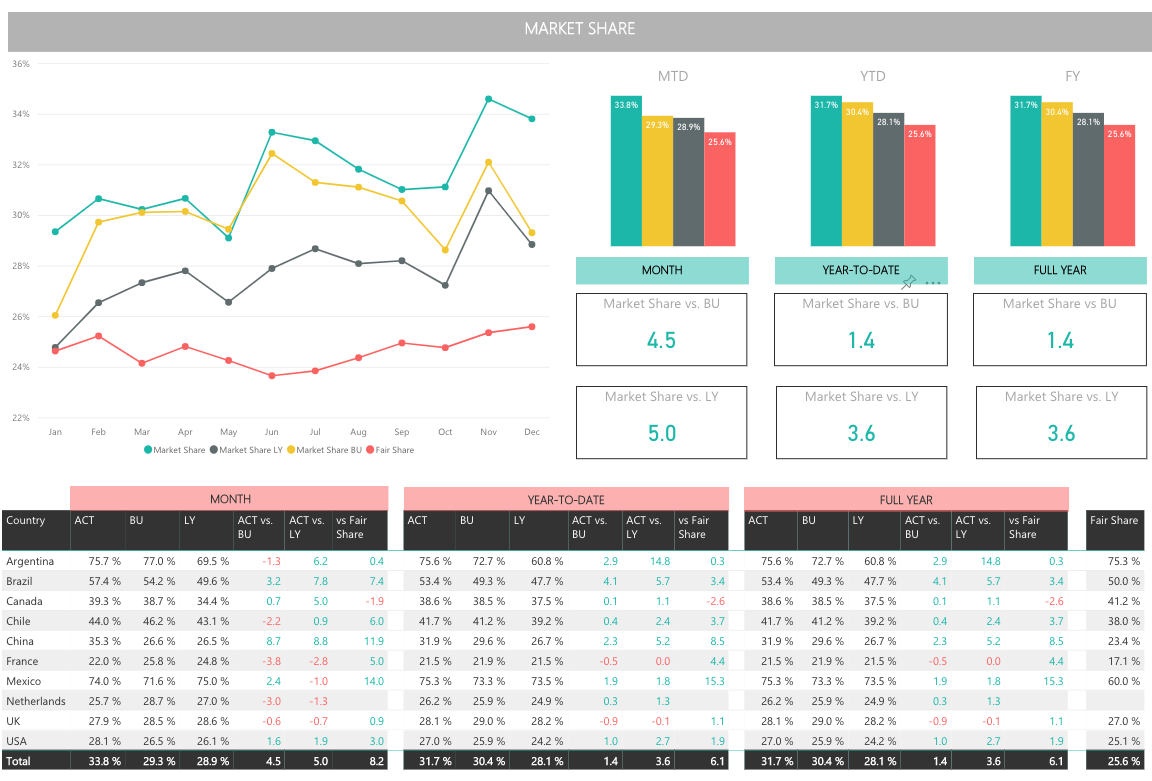 MARKET SHARE
36%
34%
32%
30%
28%
26%
24%
22%
Jan Feb Mar Apr May Jun Jul Aug Sep Oct Nov Dec
Market Share Market Share LY Market Share BU Fair Share
MTD
33.8% 29.3% 28.9% 25.6%
YTD
31.7% 30.4% 28.1% 25.6%
FY
31.7% 30.4% 28.1% 25.6%
MONTH YEAR-TO-DATE FULL YEAR
Market Share vs. BU Market Share vs. BU Market Share vs BU
4.5 1.4 1.4
Market Share vs. LY Market Share vs. LY Market Share vs. LY
5.0 3.6 3.6
MONTH YEAR-TO-DATE FULL YEAR
Country ACT BU LY ACT vs. BU ACT vs. LY vs Fair Share ACT BU LY ACT vs. BU ACT vs. LY vs Fair Share ACT BU LY ACT vs. BU ACT vs. LY vs Fair Share Fair Share
Argentina 75.7 % 77.0 % 69.5 % -1.3 6.2 0.4 75.6 % 72.7 % 60.8 % 2.9 14.8 0.3 75.6 % 72.7 % 60.8 % 2.9 14.8 0.3 75.3 %
Brazil 57.4 % 54.2 % 49.6 % 3.2 7.8 7.4 53.4 % 49.3 % 47.7 % 4.1 5.7 3.4 53.4 % 49.3 % 47.7 % 4.1 5.7 3.4 50.0 %
Canada 39.3 % 38.7 % 34.4 % 0.7 5.0 -1.9 38.6 % 38.5 % 37.5 % 0.1 1.1 -2.6 38.6 % 38.5 % 37.5 % 0.1 1.1 -2.6 41.2 %
Chile 44.0 % 46.2 % 43.1 % -2.2 0.9 6.0 41.7 % 41.2 % 39.2 % 0.4 2.4 3.7 41.7 % 41.2 % 39.2 % 0.4 2.4 3.7 38.0 %
China 35.3 % 26.6 % 26.5 % 8.7 8.8 11.9 31.9 % 29.6 % 26.7 % 2.3 5.2 8.5 31.9 % 29.6 % 26.7 % 2.3 5.2 8.5 23.4 %
France 22.0 % 25.8 % 24.8 % -3.8 -2.8 5.0 21.5 % 21.9 % 21.5 % -0.5 0.0 4.4 21.5 % 21.9 % 21.5 % -0.5 0.0 4.4 17.1 %
Mexico 74.0 % 71.6 % 75.0 % 2.4 -1.0 14.0 75.3 % 73.3 % 73.5 % 1.9 1.8 15.3 75.3 % 73.3 % 73.5 % 1.9 1.8 15.3 60.0 %
Netherlands 25.7 % 28.7 % 27.0 % -3.0 -1.3 26.2 % 25.9 % 24.9 % 0.3 1.3 26.2 % 25.9 % 24.9 % 0.3 1.3
UK 27.9 % 28.5 % 28.6 % -0.6 -0.7 0.9 28.1 % 29.0 % 28.2 % -0.9 -0.1 1.1 28.1 % 29.0 % 28.2 % -0.9 -0.1 1.1 27.0 %
USA 28.1 % 26.5 % 26.1 % 1.6 1.9 3.0 27.0 % 25.9 % 24.2 % 1.0 2.7 1.9 27.0 % 25.9 % 24.2 % 1.0 2.7 1.9 25.1 %
Total 33.8 % 29.3 % 28.9 % 4.5 5.0 8.2 31.7 % 30.4 % 28.1 % 1.4 3.6 6.1 31.7 % 30.4 % 28.1 % 1.4 3.6 6.1 25.6 %